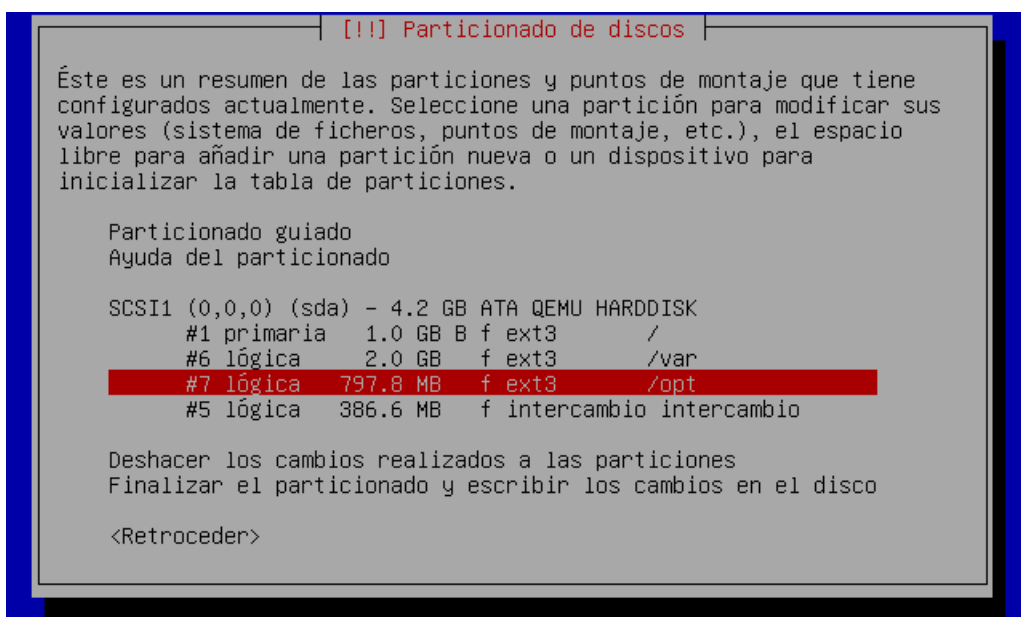 [!!] Particionado de discos
Éste es un resumen de las particiones y puntos de montaje que tiene
configurados actualmente. Seleccione una partición para modificar sus
valores (sistema de ficheros, puntos de montaje, etc.), el espacio
libre para añadir una partición nueva o un dispositivo para
inicializar la tabla de particiones.
Particionado guiado
Ayuda del particionado
SCSI1 (0,0,0) (sda) - 4.2 GB ATA QEMU HARDDISK
#1 primaria 1.0 GB B f ext3 /
#6 lógica 2.0 GB f ext3 /var
#7 lógica 797.8 MB f ext3 /opt
#5 lógica 386.6 MB f intercambio intercambio
Deshacer los cambios realizados a las particiones
Finalizar el particionado y escribir los cambios en el disco
<Retroceder>